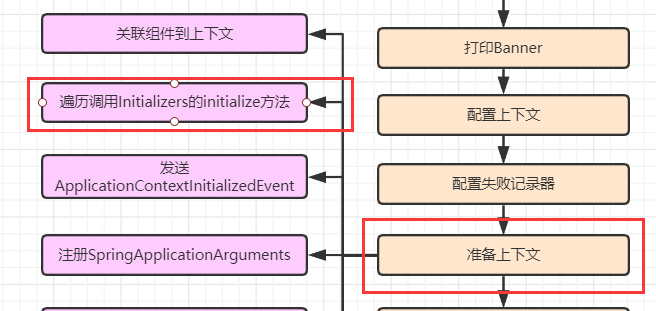 关联组件到上下文
遍历调用Initializers的initialize方法
发送
ApplicationContextInitializedEvent
注册SpringApplicationArguments
打印Banner
配置上下文
配置失败记录器
准备上下文